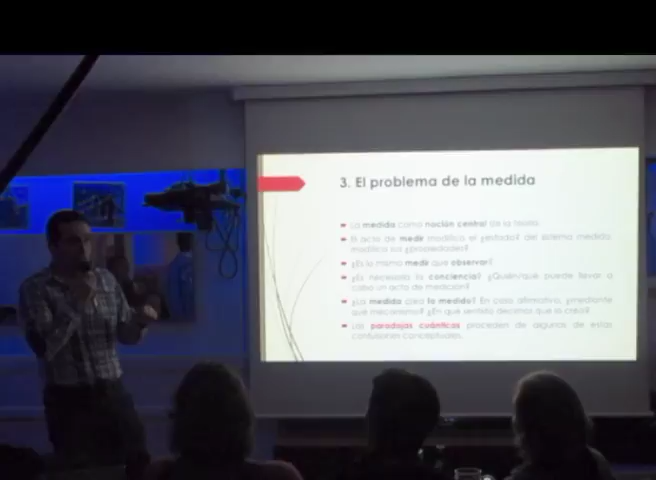 3. El problema de la medida
La medida como noción central de la teoría.
El acto de medir modifica el ¿estado? del sistema medido,
modifica sus ¿propiedades?
¿Es lo mismo medir que observar?
¿Es necesaria la conciencia? ¿Quién/qué puede llevar a
cabo un acto de medición?
¿La medida crea lo medido? En caso afirmativo, ¿mediante
qué mecanismo? ¿En qué sentido decimos que lo crea?
Las paradojas cuánticas proceden de algunas de estas
confusiones conceptuales.